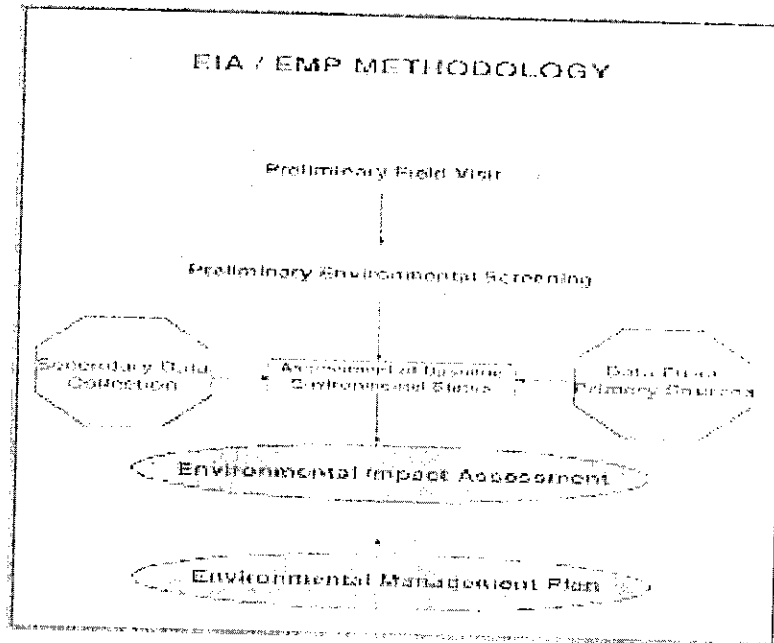 EIA / EMP METHODOLOGY
Preliminary Field Visit
Preliminary Environmental Screening
Secondary Data
Collection
Assessment of Baseline
Environmental Status
Data From
Primary Sources
Environmental Impact Assessment
Environmental Management Plan